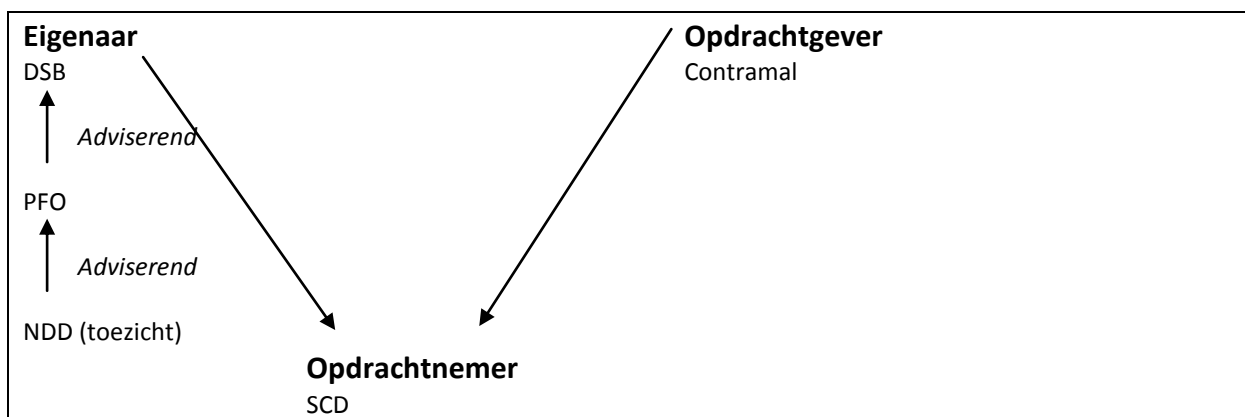 Eigenaar
DSB
Adviserend
PFO
Adviserend
NDD (toezicht)
Opdrachtgever
Contramal
Opdrachtnemer
SCD